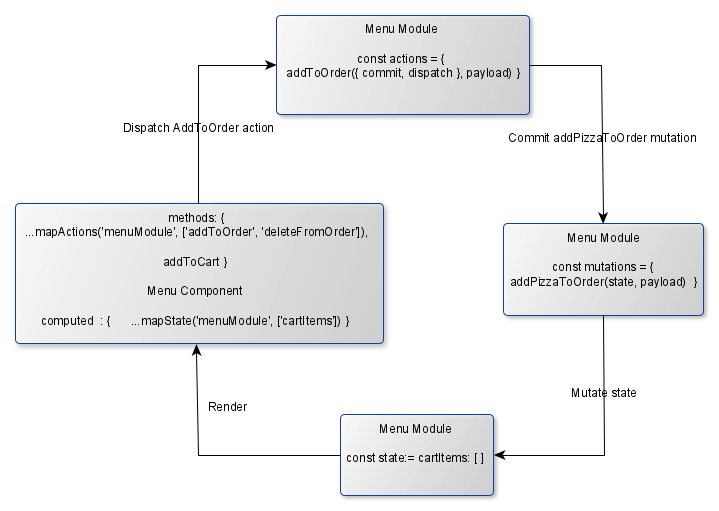 Menu Module
const actions = {
addToOrder({ commit, dispatch }, payload) }
Dispatch AddToOrder action
Commit addPizzaToOrder mutation
methods: {
...mapActions('menuModule', ['addToOrder', 'deleteFromOrder']),
addToCart }
Menu Component
computed : { ...mapState('menuModule', ['cartItems']) }
Menu Module
const mutations = {
addPizzaToOrder(state, payload) }
Mutate state
Render
Menu Module
const state:= cartItems: [ ]